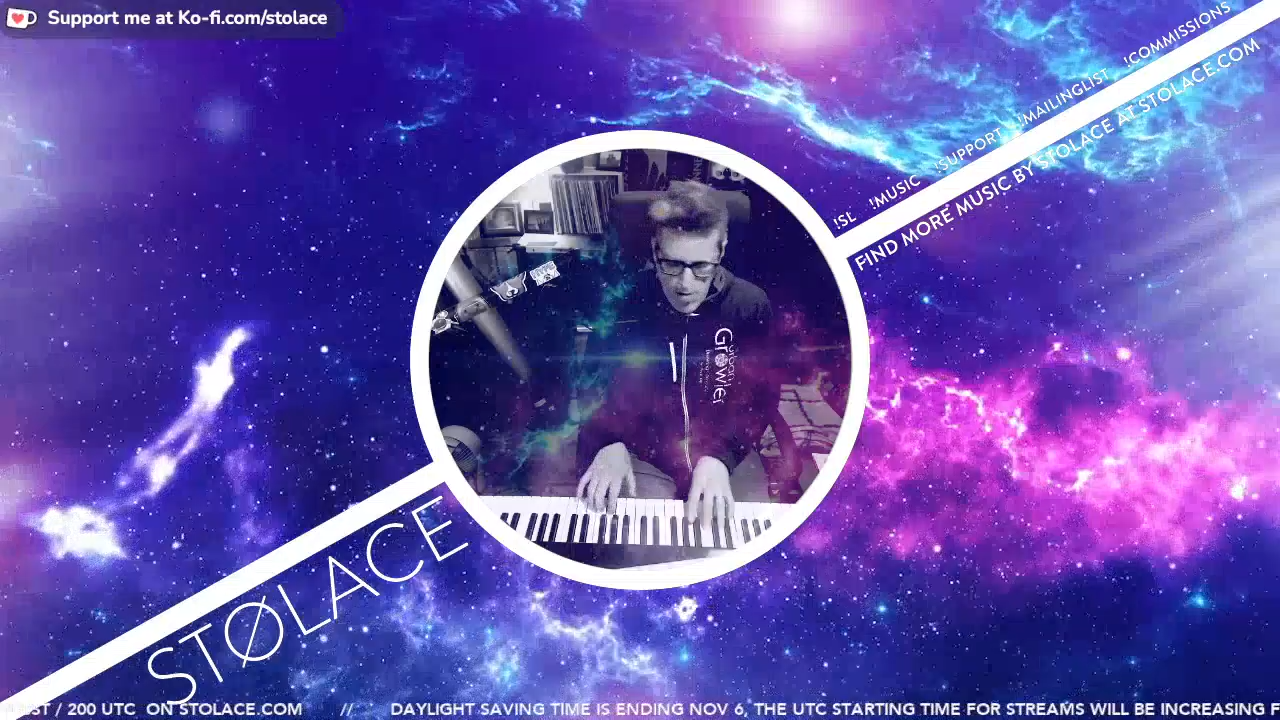 Support me at Ko-fi.com/stolace
!SL !MUSIC !SUPPORT !MAILINGLIST !COMMISSIONS
FIND MORE MUSIC BY STOLACE AT STOLACE.COM
Urban
Growler
STØLACE
/ 200 UTC ON STOLACE.COM // DAYLIGHT SAVING TIME IS ENDING NOV 6, THE UTC STARTING TIME FOR STREAMS WILL BE INCREASING